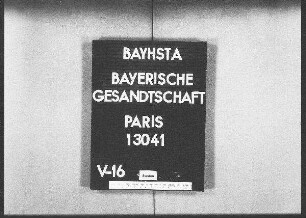 BAYHSTA
BAYERISCHE
GESANDTSCHAFT
PARIS
13041
V-16